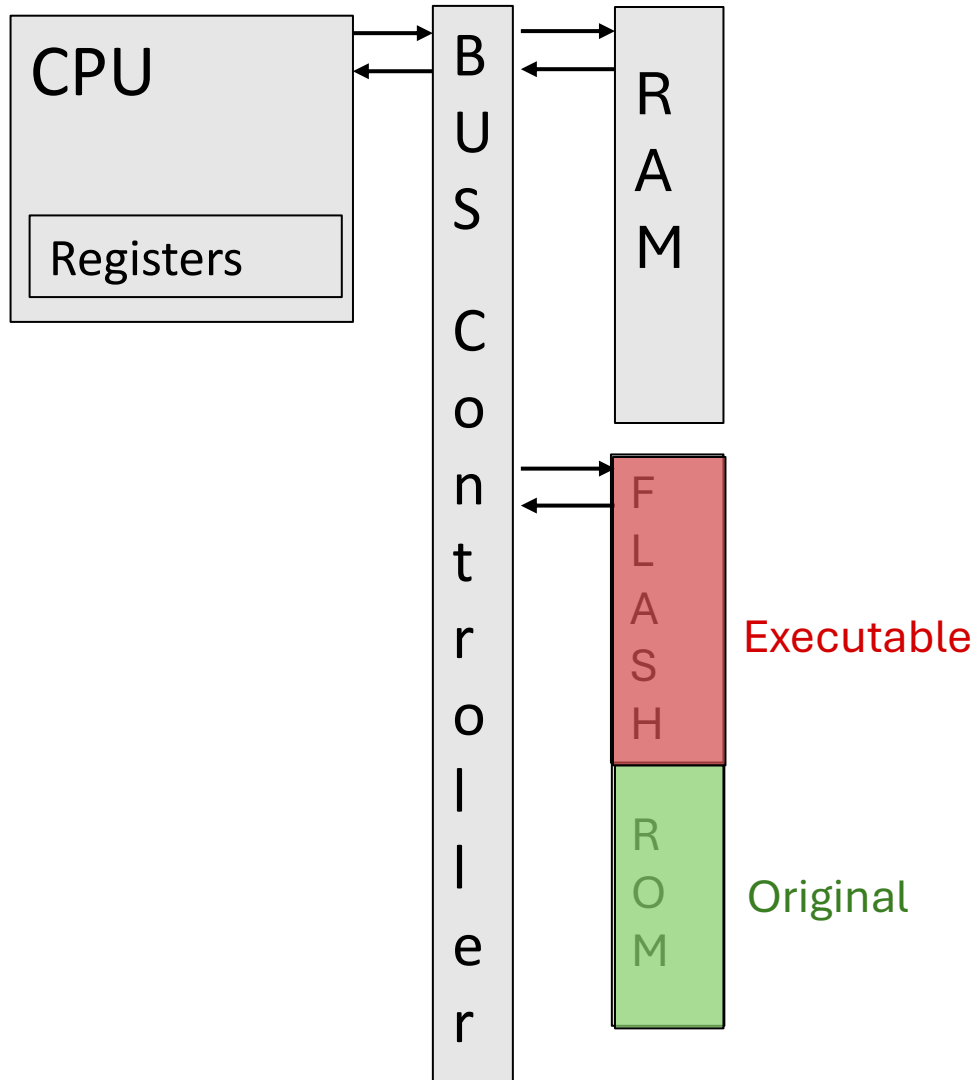 CPU
Registers
BUS Controller
RAM
FLASH ROM
Executable
Original